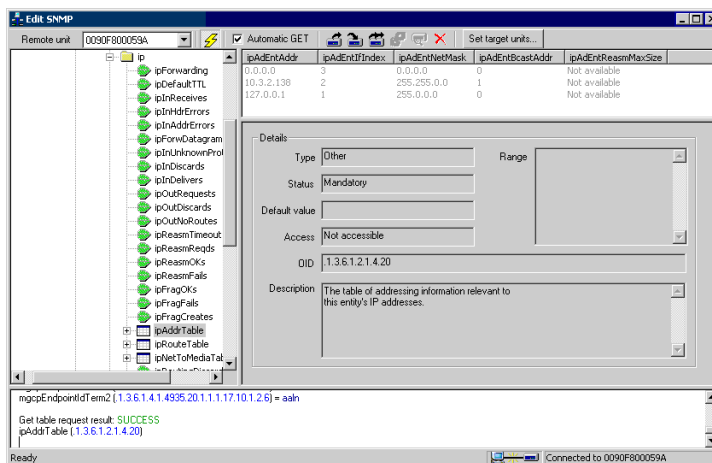 Edit SNMP
Remote unit 0090F800059A Automatic GET Set target units...
ip
ipForwarding
ipDefaultTTL
ipInReceives
ipInHdrErrors
ipInAddrErrors
ipForwDatagram
ipInUnknownProt
ipInDiscards
ipInDelivers
ipOutRequests
ipOutDiscards
ipOutNoRoutes
ipReasmTimeout
ipReasmReqds
ipReasmOKs
ipReasmFails
ipFragOKs
ipFragFails
ipFragCreates
ipAddrTable
ipRouteTable
ipNetToMediaTab
ipAdEntAddr ipAdEntIfIndex ipAdEntNetMask ipAdEntBcastAddr ipAdEntReasmMaxSize
0.0.0.0 3 0.0.0.0 0 Not available
10.3.2.138 2 255.255.0.0 1 Not available
127.0.0.1 1 255.0.0.0 0 Not available
Details
Type Other Range
Status Mandatory
Default value
Access Not accessible
OID .1.3.6.1.2.1.4.20
Description The table of addressing information relevant to
this entity's IP addresses.
mgcpEndpointIdTerm2 (.1.3.6.1.4.1.4935.20.1.1.1.17.10.1.2.6) = aaln
Get table request result: SUCCESS
ipAddrTable (.1.3.6.1.2.1.4.20)
Ready Connected to 0090F800059A